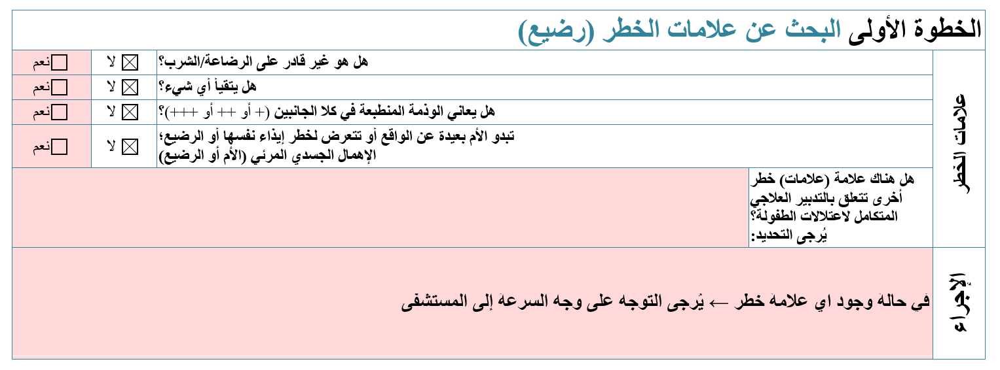 الخطوة الأولى البحث عن علامات الخطر (رضيع)
علامات الخطر
هل هو غير قادر على الرضاعة/الشرب؟ ☒ لا ☐ نعم
هل يتقيأ أي شيء؟ ☒ لا ☐ نعم
هل يعاني الوذمة المنطبعة في كلا الجانبين (+ أو ++ أو +++)؟ ☒ لا ☐ نعم
تبدو الأم بعيدة عن الواقع أو تتعرض لخطر إيذاء نفسها أو الرضيع؛
الإهمال الجسدي المرئي (الأم أو الرضيع) ☒ لا ☐ نعم
هل هناك علامة (علامات) خطر
أخرى تتعلق بالتدبير العلاجي
المتكامل لاعتلالات الطفولة؟
يُرجى التحديد:
الإجراء
في حالة وجود اي علامة خطر ← يُرجى التوجه على وجه السرعة إلى المستشفى